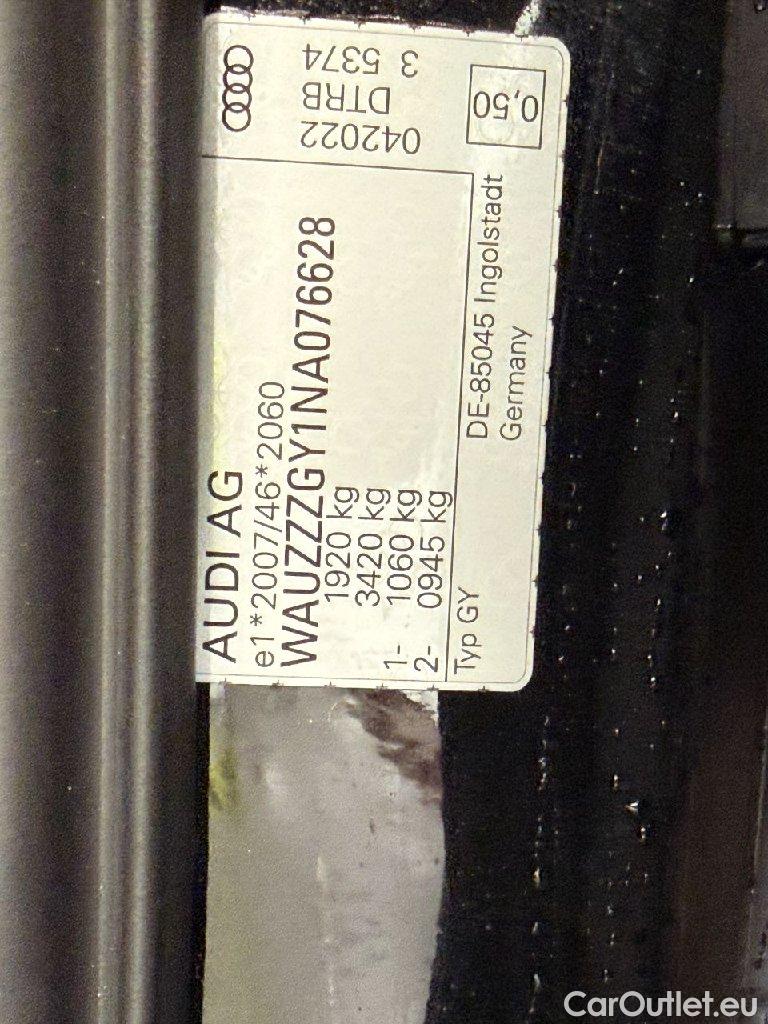 AUDI AG
e1*2007/46*2060
WAUZZZGY1NA076628
1920 kg
3420 kg
1- 1060 kg
2- 0945 kg
Typ GY
DE-85045 Ingolstadt
Germany
042022
DTRB
3 5374
0,50
CarOutlet.eu